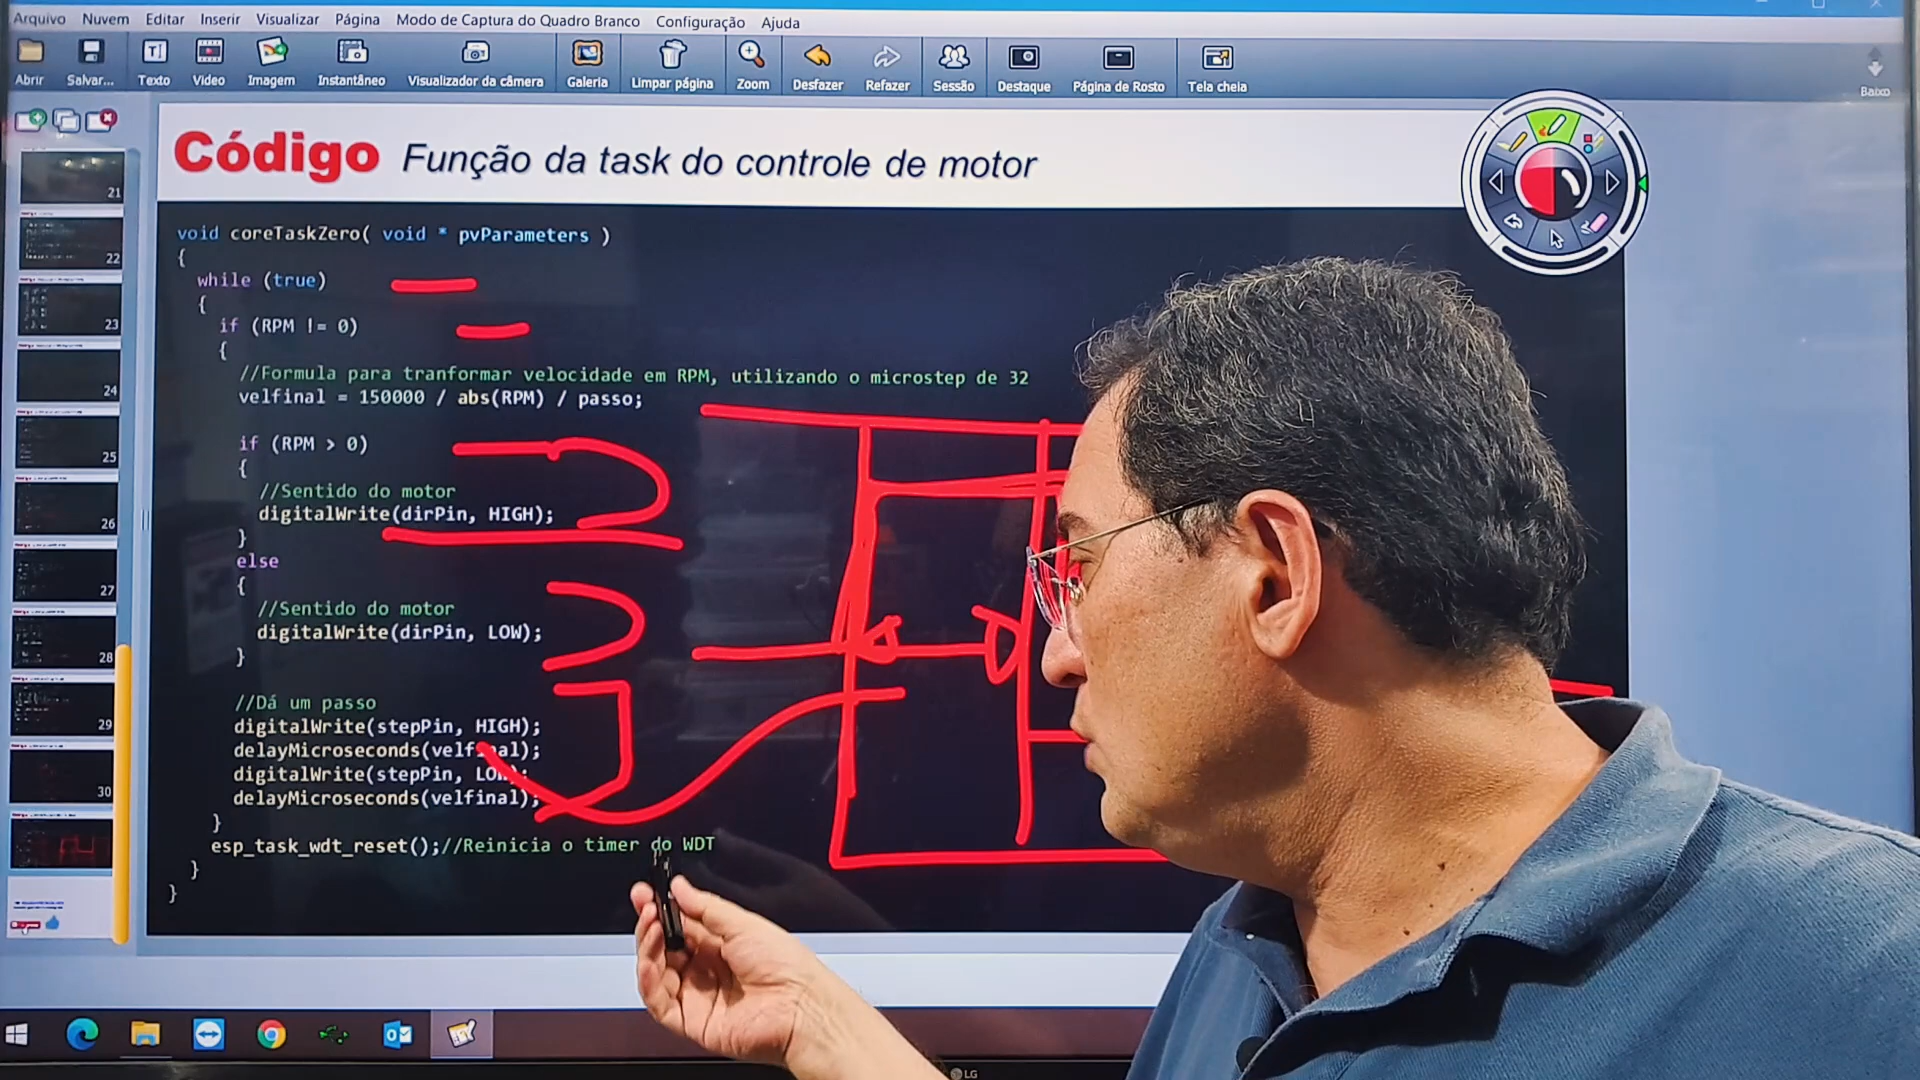 Arquivo Nuvem Editar Inserir Visualizar Página Modo de Captura do Quadro Branco Configuração Ajuda
Abrir Salvar... Texto Video Imagem Instantâneo Visualizador da câmera Galeria Limpar página Zoom Desfazer Refazer Sessão Destaque Página de Rosto Tela cheia Baixo
Código Função da task do controle de motor
void coreTaskZero( void * pvParameters )
{
while (true)
{
if (RPM != 0)
{
//Formula para tranformar velocidade em RPM, utilizando o microstep de 32
velfinal = 150000 / abs(RPM) / passo;
if (RPM > 0)
{
//Sentido do motor
digitalWrite(dirPin, HIGH);
}
else
{
//Sentido do motor
digitalWrite(dirPin, LOW);
}
//Dá um passo
digitalWrite(stepPin, HIGH);
delayMicroseconds(velfinal);
digitalWrite(stepPin, LOW);
delayMicroseconds(velfinal);
}
esp_task_wdt_reset();//Reinicia o timer do WDT
}
}
21
22
23
24
25
26
27
28
29
30
LG